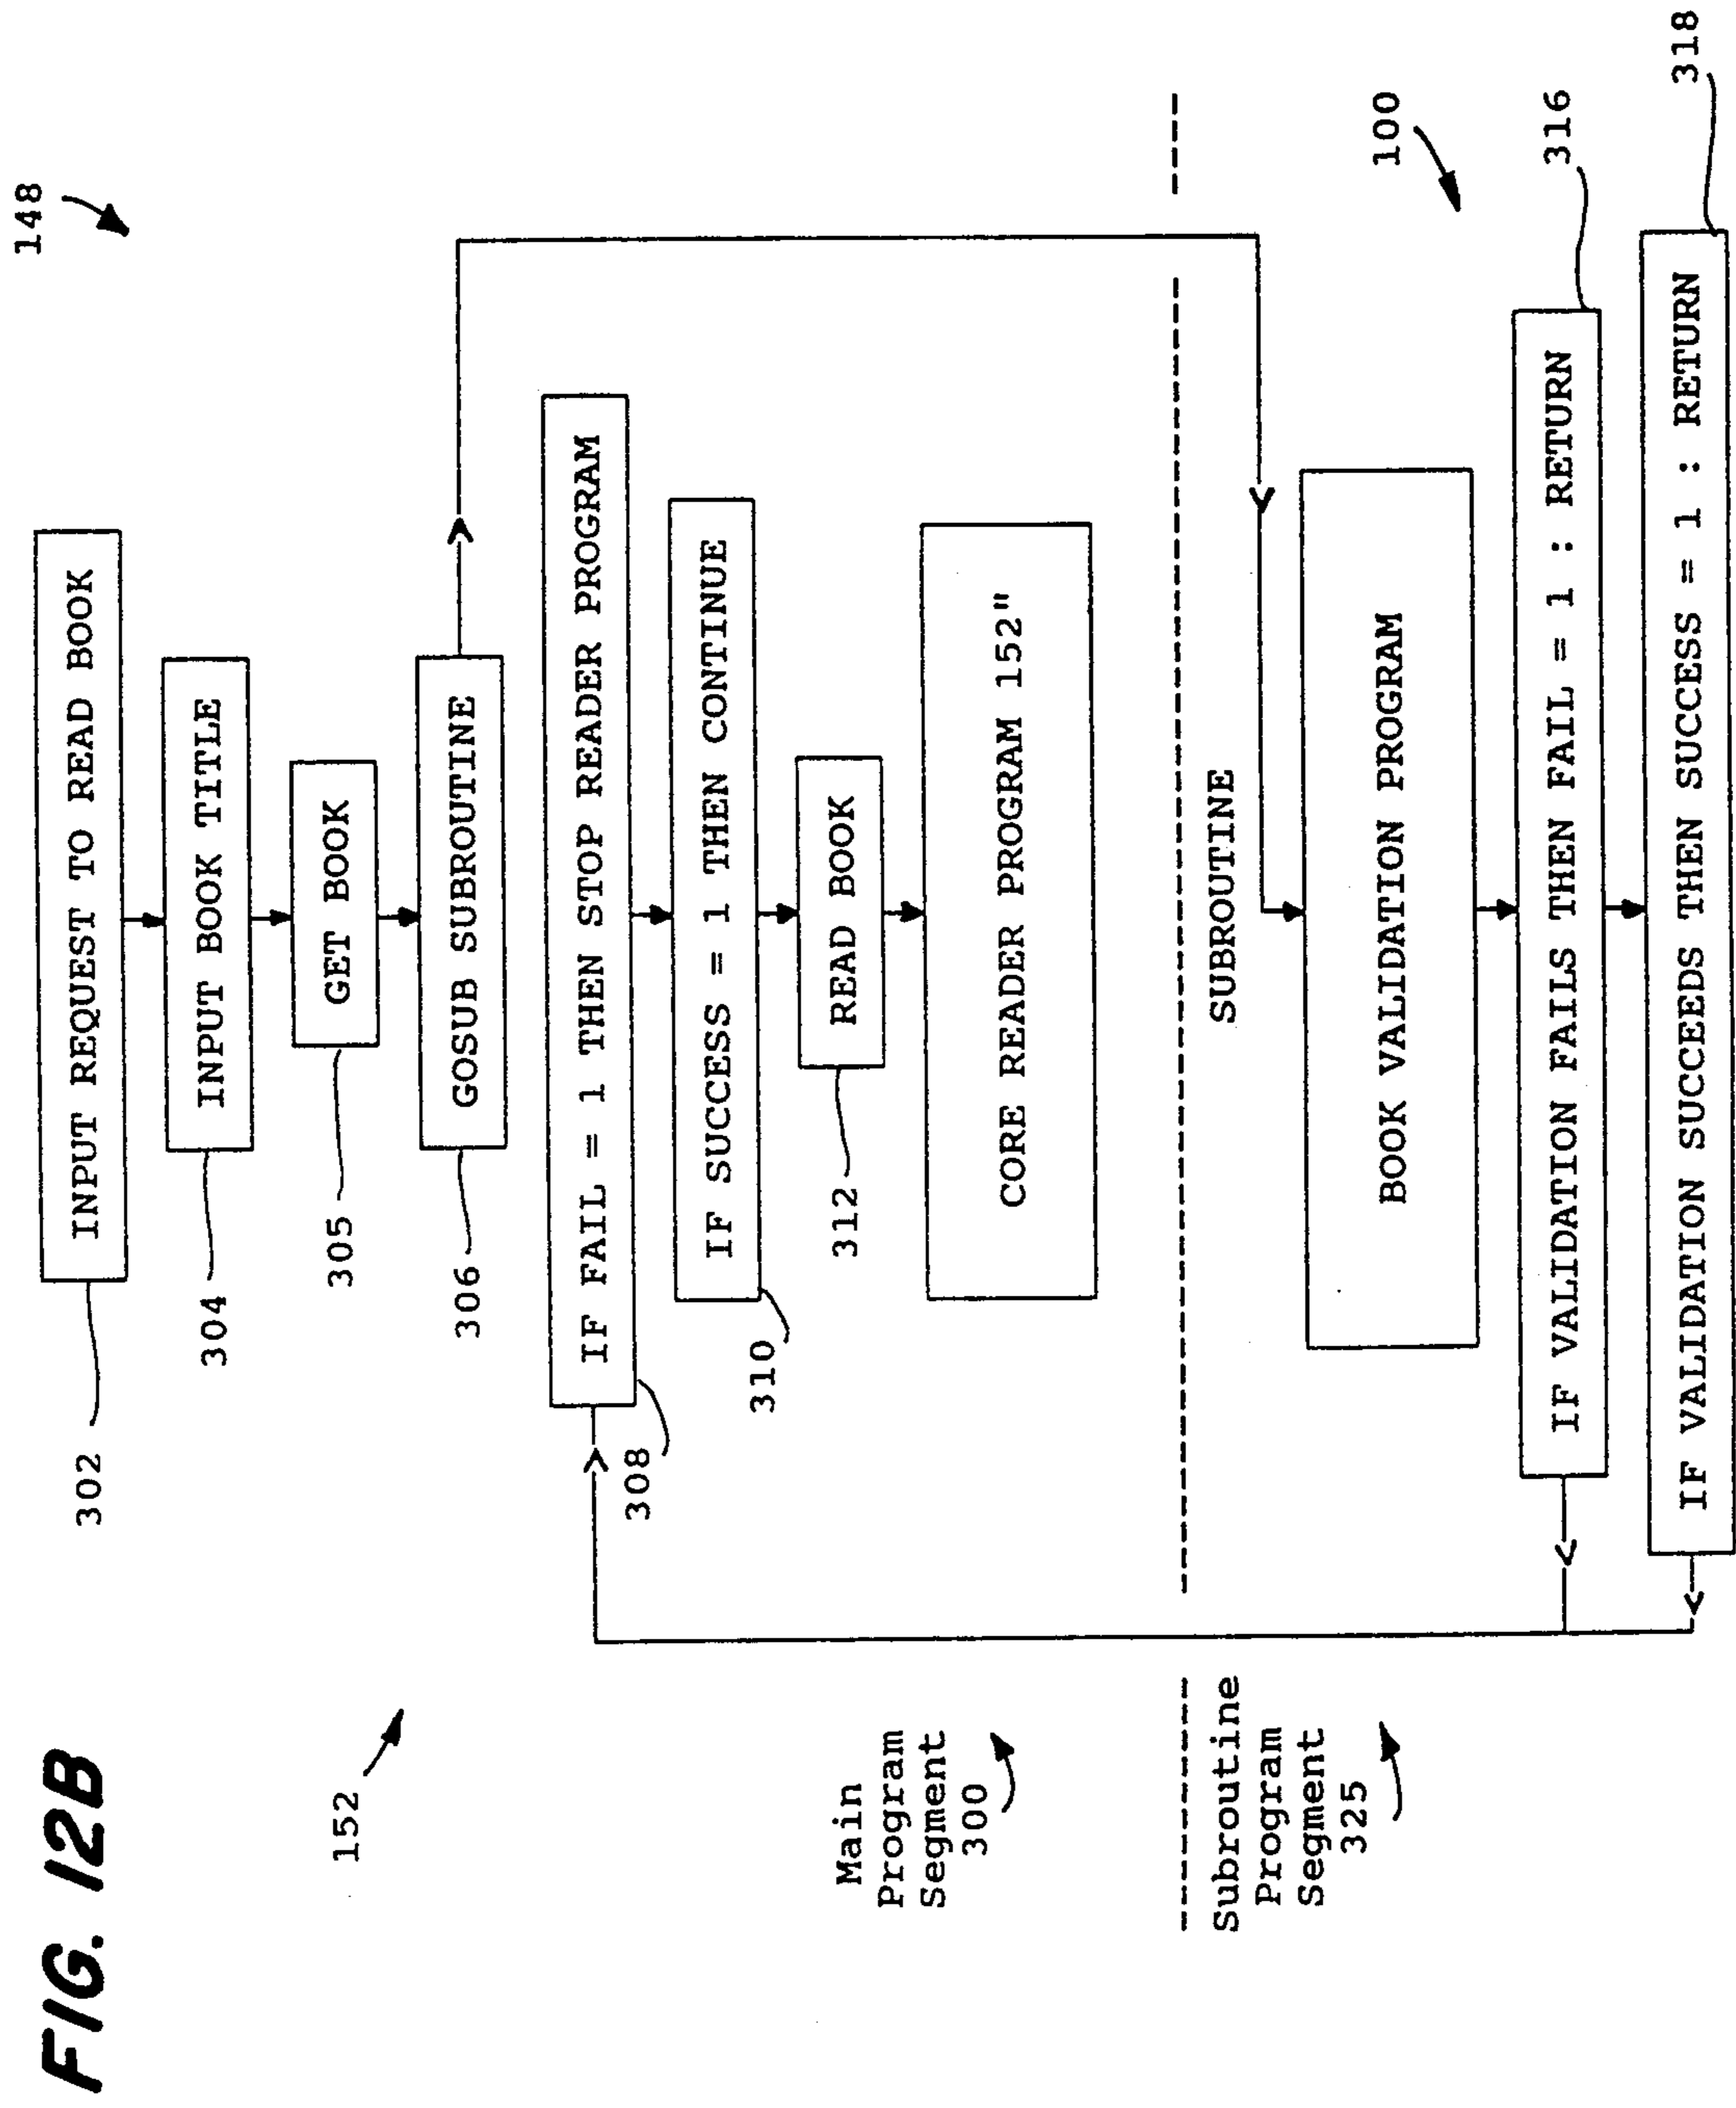 FIG. 12B
148
152
302
INPUT REQUEST TO READ BOOK
304
INPUT BOOK TITLE
305
GET BOOK
306
GOSUB SUBROUTINE
308
IF FAIL = 1 THEN STOP READER PROGRAM
310
IF SUCCESS = 1 THEN CONTINUE
312
READ BOOK
CORE READER PROGRAM 152"
Main
Program
Segment
300
Subroutine
Program
Segment
325
SUBROUTINE
100
BOOK VALIDATION PROGRAM
316
IF VALIDATION FAILS THEN FAIL = 1 : RETURN
318
IF VALIDATION SUCCEEDS THEN SUCCESS = 1 : RETURN